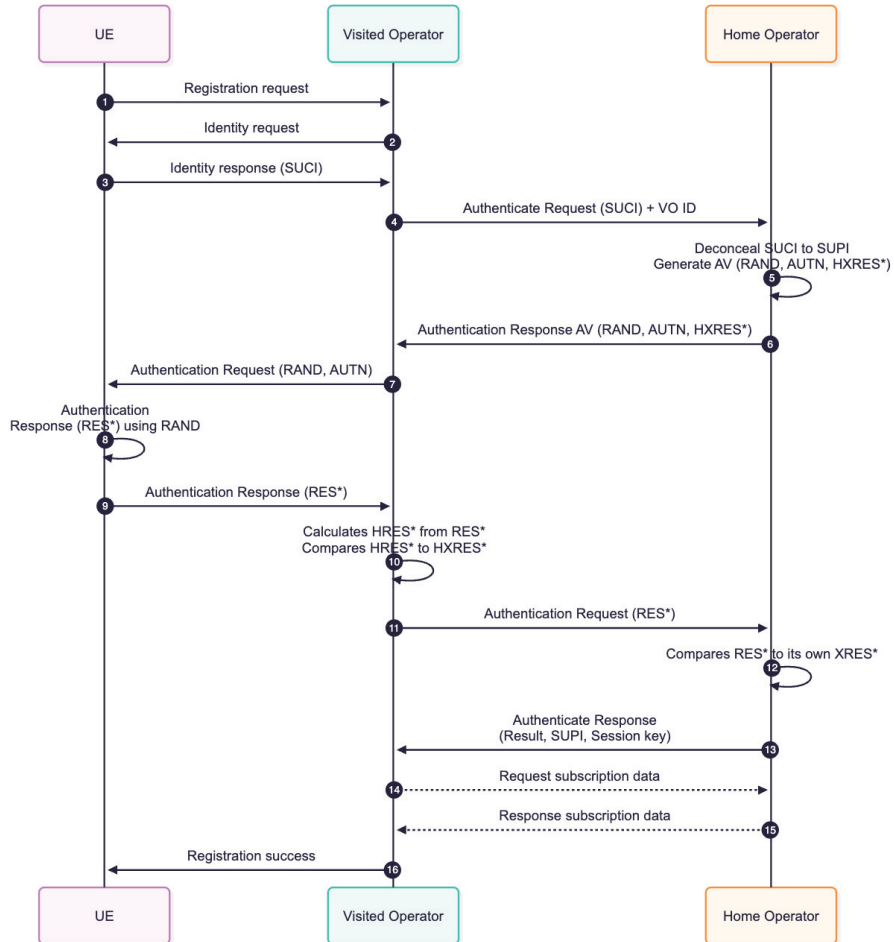 UE
Visited Operator
Home Operator
Registration request
1
Identity request
2
3
Identity response (SUCI)
Authenticate Request (SUCI) + VO ID
4
Deconceal SUCI to SUPI
Generate AV (RAND, AUTN, HXRES*)
5
Authentication Response AV (RAND, AUTN, HXRES*)
6
Authentication Request (RAND, AUTN)
7
Authentication
Response (RES*) using RAND
8
Authentication Response (RES*)
9
Calculates HRES* from RES*
Compares HRES* to HXRES*
10
Authentication Request (RES*)
11
Compares RES* to its own XRES*
12
Authenticate Response
(Result, SUPI, Session key)
13
Request subscription data
14
Response subscription data
15
Registration success
16
UE
Visited Operator
Home Operator